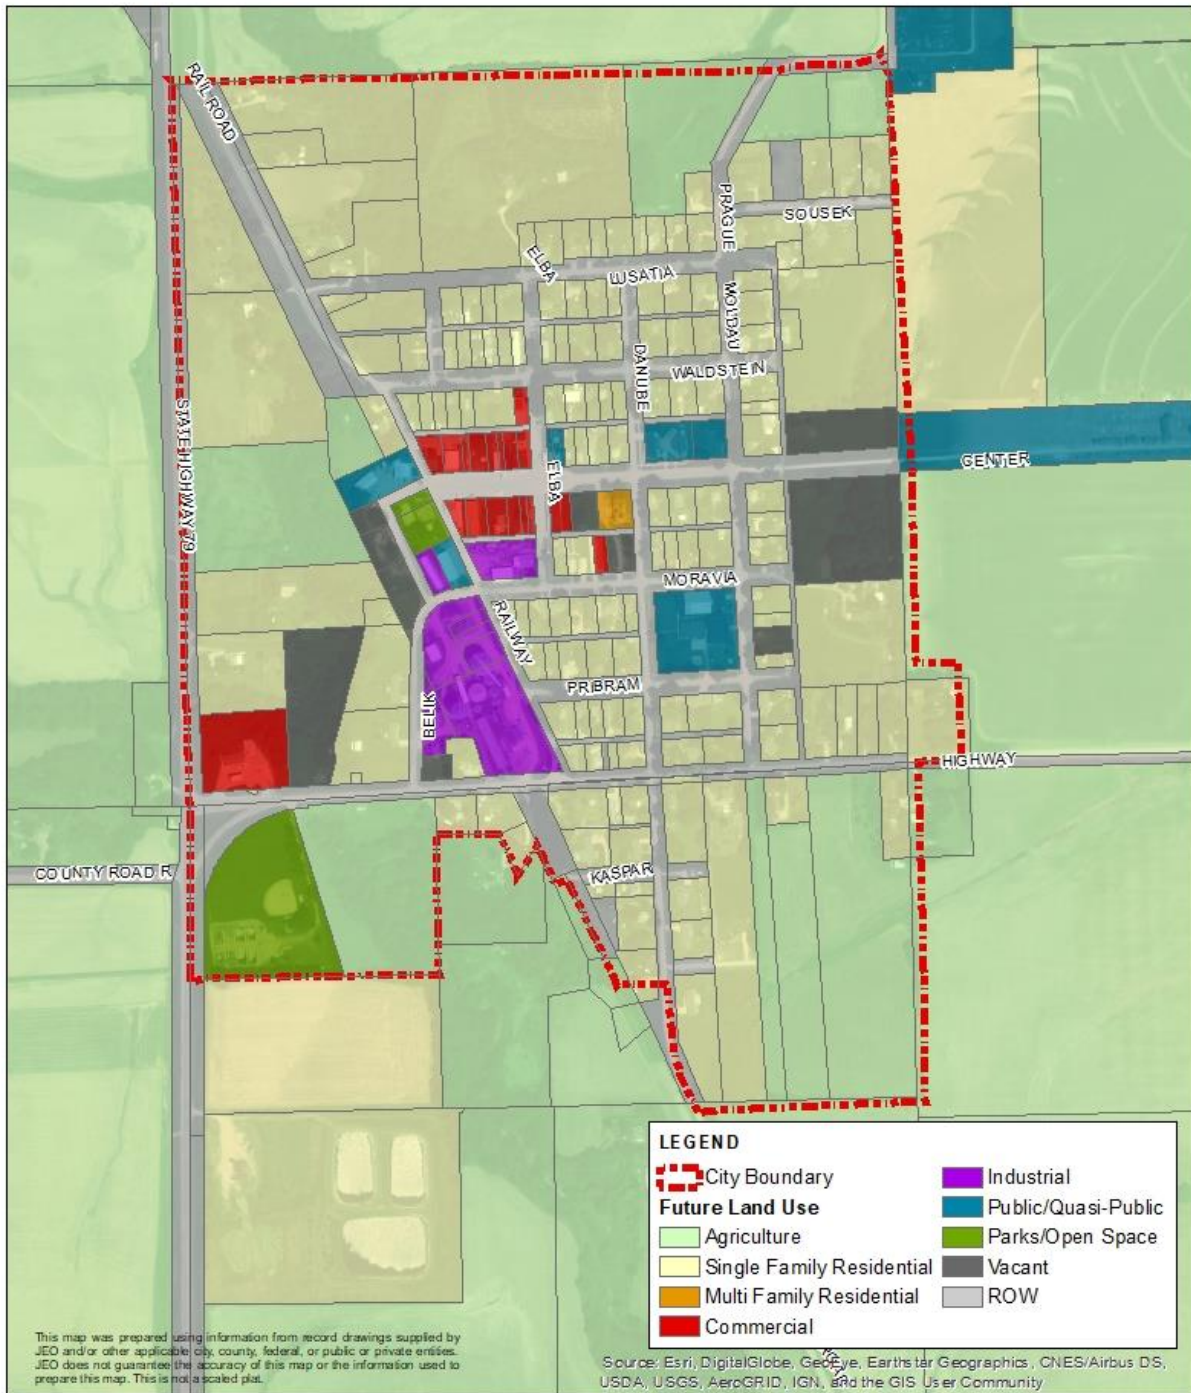 RAIL ROAD
PRAGUE
SOUSEK
ELBA
LUSATIA
MOLDAU
DANUBE
WALDSTEIN
STATE HIGHWAY 79
ELBA
CENTER
MORAVIA
RAILWAY
PRIBRAM
BELIK
HIGHWAY
COUNTY ROAD R
KASPAR
LEGEND
City Boundary
Future Land Use
Agriculture
Single Family Residential
Multi Family Residential
Commercial
Industrial
Public/Quasi-Public
Parks/Open Space
Vacant
ROW
This map was prepared using information from record drawings supplied by
JEO and/or other applicable city, county, federal, or public or private entities.
JEO does not guarantee the accuracy of this map or the information used to
prepare this map. This is not a scaled plat.
Source: Esri, DigitalGlobe, GeoEye, Earthstar Geographics, CNES/Airbus DS,
USDA, USGS, AeroGRID, IGN, and the GIS User Community